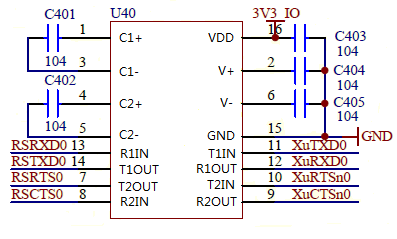 C401 U40 3V3_IO
1 C1+ VDD 16 C403
104 104
3 C1- V+ 2 C404
C402 104
4 C2+ V- 6 C405
104 104
5 C2- GND 15 GND
RSRXD0 13 R1IN T1IN 11 XuTXD0
RSTXD0 14 T1OUT R1OUT 12 XuRXD0
RSRTS0 7 T2OUT T2IN 10 XuRTSn0
RSCTS0 8 R2IN R2OUT 9 XuCTSn0